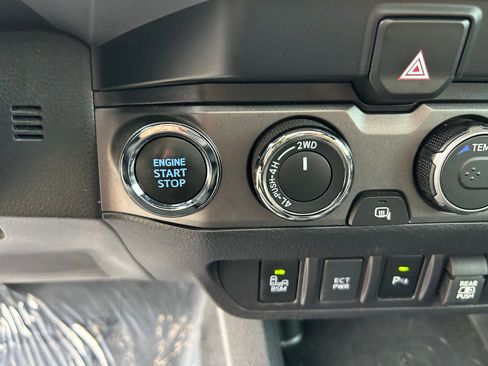 ENGINE
START
STOP
2WD
4L-PUSH-4H
TEM
BSM
ECT
PWR
P
REAR
PUSH